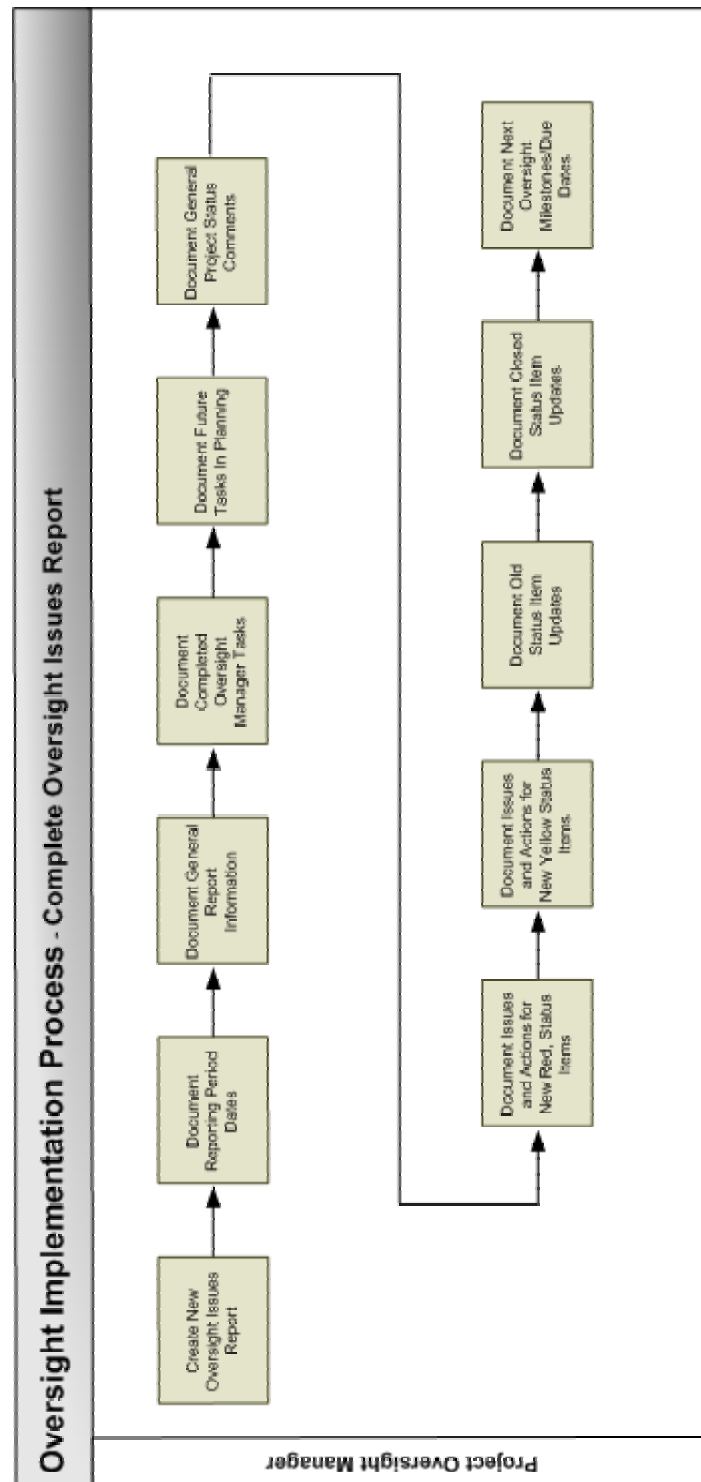 Oversight Implementation Process - Complete Oversight Issues Report
Project Oversight Manager
Create New
Oversight Issues
Report
Document
Reporting Period
Dates
Document General
Report
Information
Document
Completed
Oversight
Manager Tasks
Document Future
Tasks In Planning
Document General
Project Status
Comments
Document Issues
and Actions for
New Red, Status
Items
Document Issues
and Actions for
New Yellow Status
Items.
Document Old
Status Item
Updates
Document Closed
Status Item
Updates.
Document Next
Oversight
Milestones/Due
Dates.